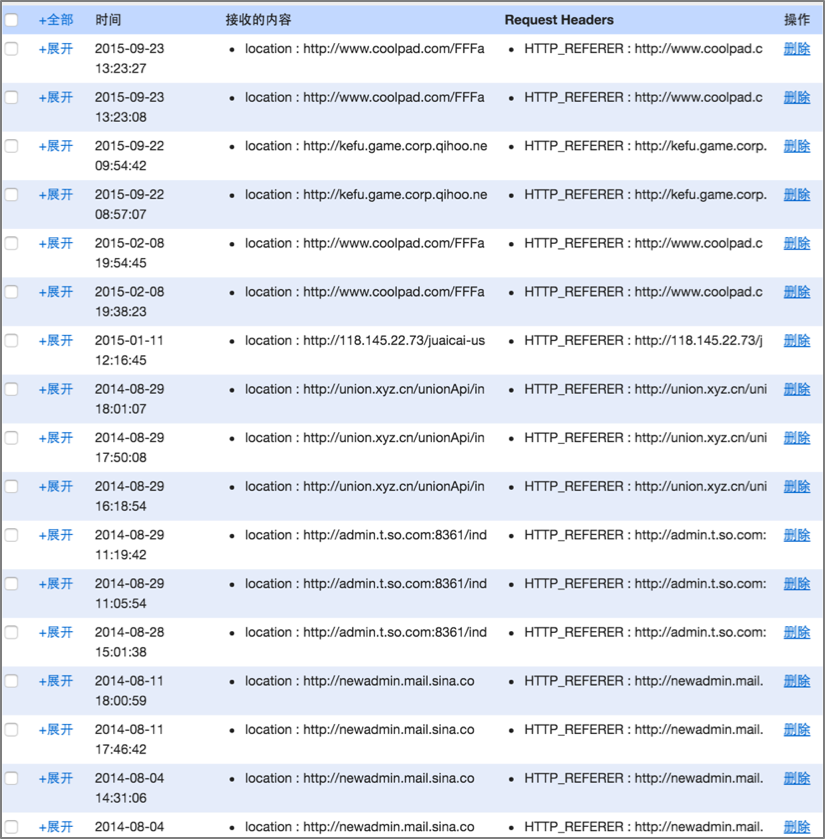 +全部 时间 接收的内容 Request Headers 操作
+展开 2015-09-23 • location : http://www.coolpad.com/FFFa • HTTP_REFERER : http://www.coolpad.c 删除
13:23:27
+展开 2015-09-23 • location : http://www.coolpad.com/FFFa • HTTP_REFERER : http://www.coolpad.c 删除
13:23:08
+展开 2015-09-22 • location : http://kefu.game.corp.qihoo.ne • HTTP_REFERER : http://kefu.game.corp. 删除
09:54:42
+展开 2015-09-22 • location : http://kefu.game.corp.qihoo.ne • HTTP_REFERER : http://kefu.game.corp. 删除
08:57:07
+展开 2015-02-08 • location : http://www.coolpad.com/FFFa • HTTP_REFERER : http://www.coolpad.c 删除
19:54:45
+展开 2015-02-08 • location : http://www.coolpad.com/FFFa • HTTP_REFERER : http://www.coolpad.c 删除
19:38:23
+展开 2015-01-11 • location : http://118.145.22.73/juaicai-us • HTTP_REFERER : http://118.145.22.73/j 删除
12:16:45
+展开 2014-08-29 • location : http://union.xyz.cn/unionApi/in • HTTP_REFERER : http://union.xyz.cn/uni 删除
18:01:07
+展开 2014-08-29 • location : http://union.xyz.cn/unionApi/in • HTTP_REFERER : http://union.xyz.cn/uni 删除
17:50:08
+展开 2014-08-29 • location : http://union.xyz.cn/unionApi/in • HTTP_REFERER : http://union.xyz.cn/uni 删除
16:18:54
+展开 2014-08-29 • location : http://admin.t.so.com:8361/ind • HTTP_REFERER : http://admin.t.so.com: 删除
11:19:42
+展开 2014-08-29 • location : http://admin.t.so.com:8361/ind • HTTP_REFERER : http://admin.t.so.com: 删除
11:05:54
+展开 2014-08-28 • location : http://admin.t.so.com:8361/ind • HTTP_REFERER : http://admin.t.so.com: 删除
15:01:38
+展开 2014-08-11 • location : http://newadmin.mail.sina.co • HTTP_REFERER : http://newadmin.mail. 删除
18:00:59
+展开 2014-08-11 • location : http://newadmin.mail.sina.co • HTTP_REFERER : http://newadmin.mail. 删除
17:46:42
+展开 2014-08-04 • location : http://newadmin.mail.sina.co • HTTP_REFERER : http://newadmin.mail. 删除
14:31:06
+展开 2014-08-04 • location : http://newadmin.mail.sina.co • HTTP_REFERER : http://newadmin.mail. 删除